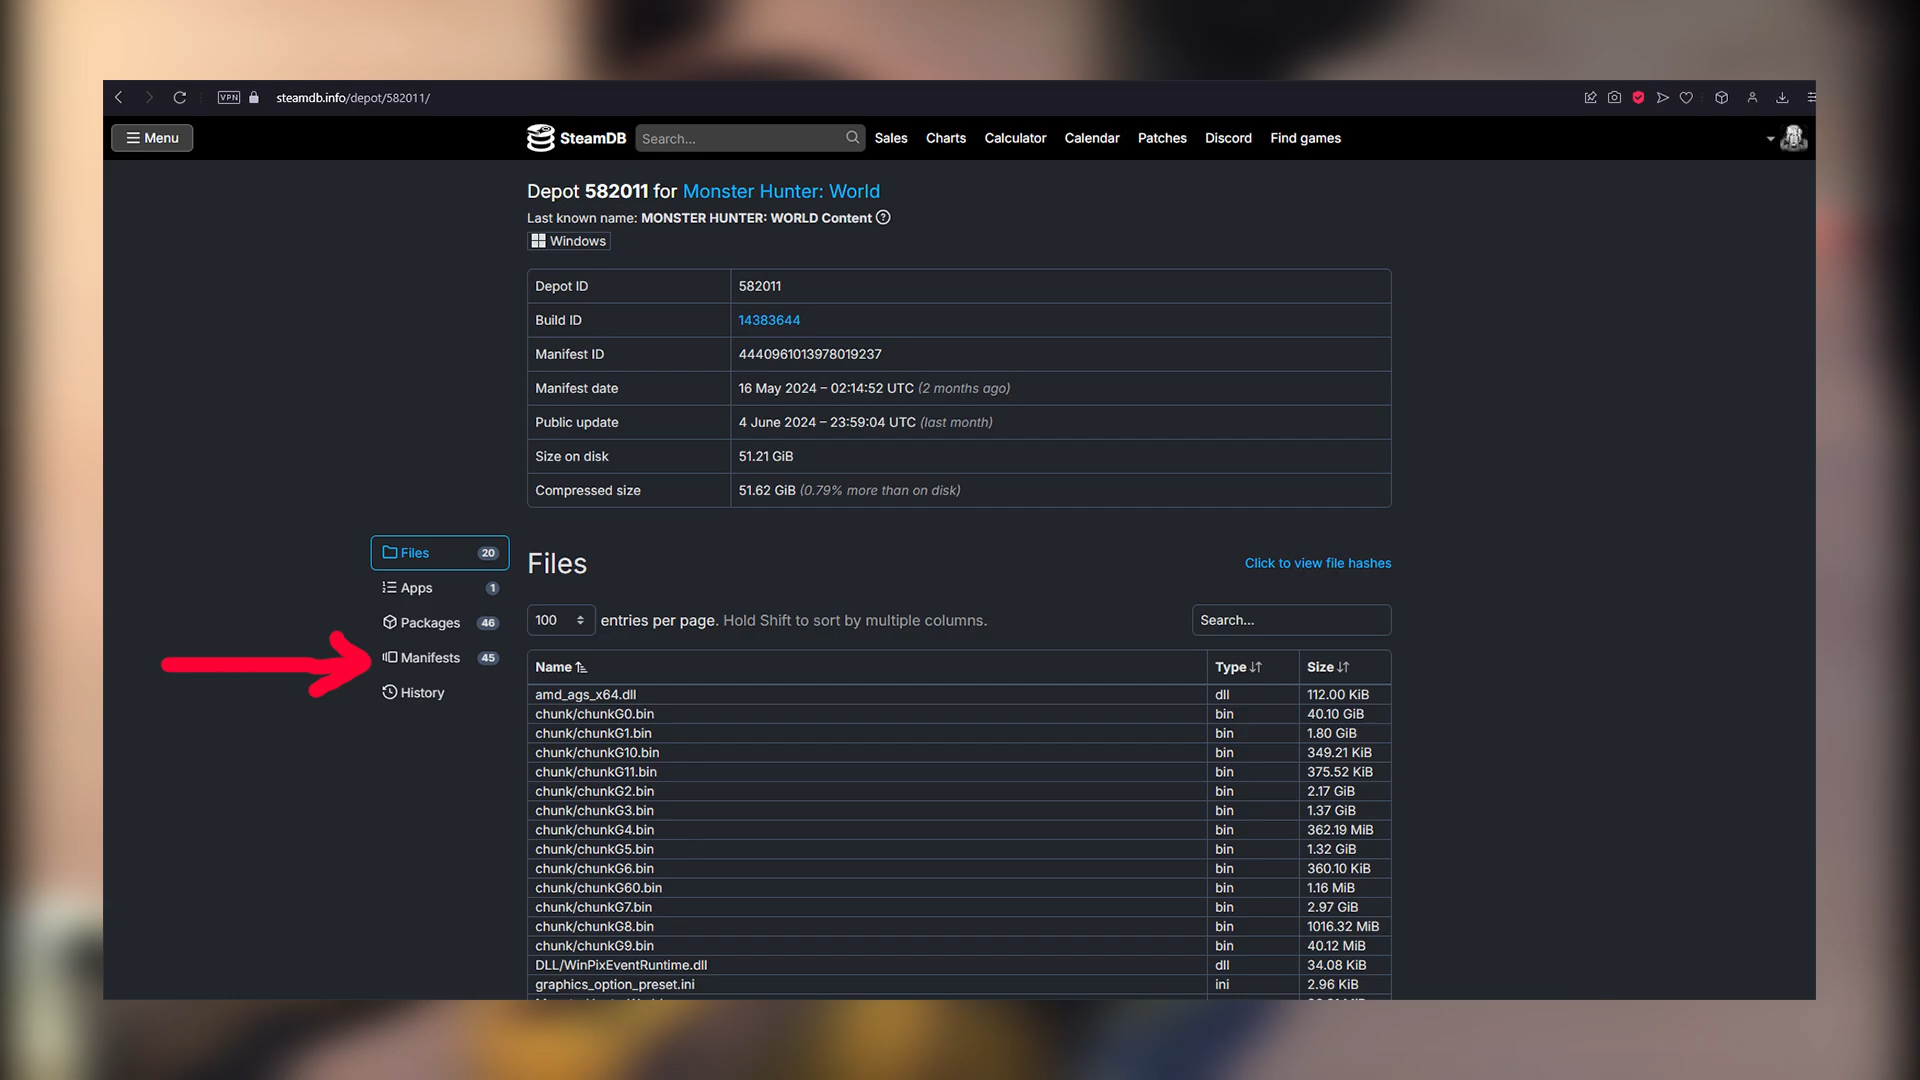 VPN steamdb.info/depot/582011/
Menu SteamDB Search... Sales Charts Calculator Calendar Patches Discord Find games
Depot 582011 for Monster Hunter: World
Last known name: MONSTER HUNTER: WORLD Content ?
Windows
Depot ID 582011
Build ID 14383644
Manifest ID 4440961013978019237
Manifest date 16 May 2024 – 02:14:52 UTC (2 months ago)
Public update 4 June 2024 – 23:59:04 UTC (last month)
Size on disk 51.21 GiB
Compressed size 51.62 GiB (0.79% more than on disk)
Files 20
Apps 1
Packages 46
Manifests 45
History
Files Click to view file hashes
100 entries per page. Hold Shift to sort by multiple columns. Search...
Name Type Size
amd_ags_x64.dll dll 112.00 KiB
chunk/chunkG0.bin bin 40.10 GiB
chunk/chunkG1.bin bin 1.80 GiB
chunk/chunkG10.bin bin 349.21 KiB
chunk/chunkG11.bin bin 375.52 KiB
chunk/chunkG2.bin bin 2.17 GiB
chunk/chunkG3.bin bin 1.37 GiB
chunk/chunkG4.bin bin 362.19 MiB
chunk/chunkG5.bin bin 1.32 GiB
chunk/chunkG6.bin bin 360.10 KiB
chunk/chunkG60.bin bin 1.16 MiB
chunk/chunkG7.bin bin 2.97 GiB
chunk/chunkG8.bin bin 1016.32 MiB
chunk/chunkG9.bin bin 40.12 MiB
DLL/WinPixEventRuntime.dll dll 34.08 KiB
graphics_option_preset.ini ini 2.96 KiB